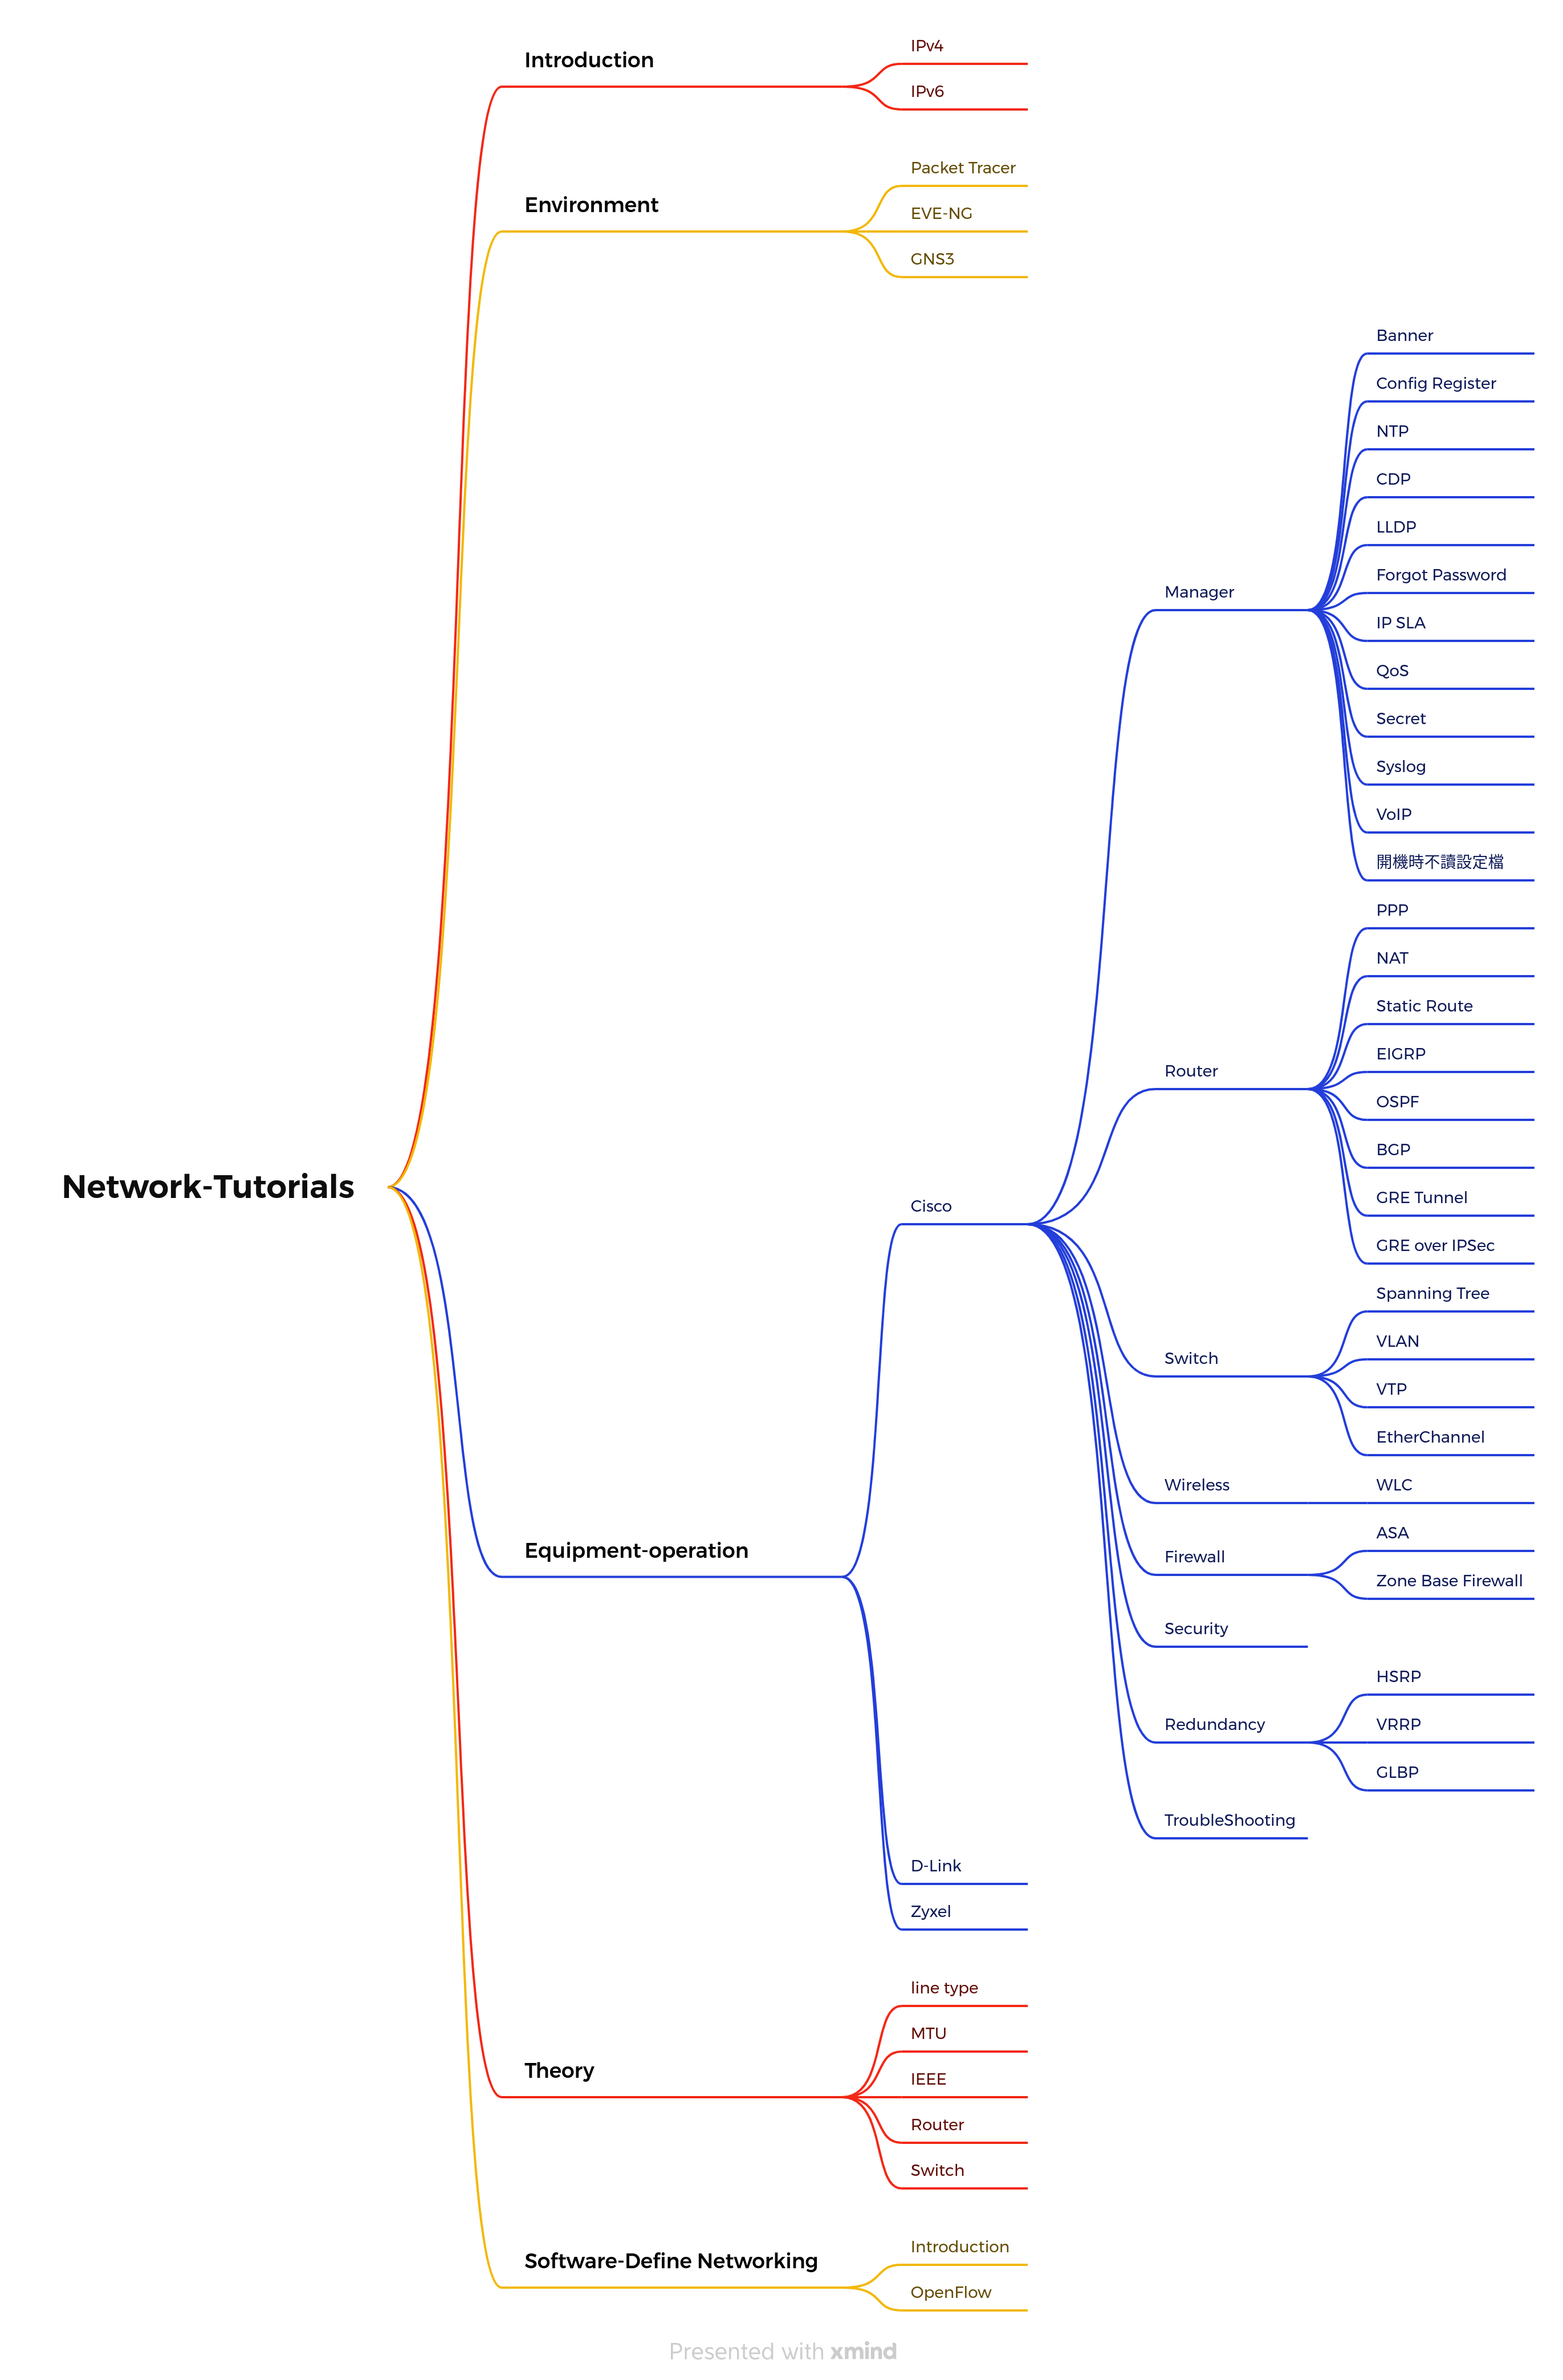 Network-Tutorials
Introduction
IPv4
IPv6
Environment
Packet Tracer
EVE-NG
GNS3
Equipment-operation
Cisco
Manager
Banner
Config Register
NTP
CDP
LLDP
Forgot Password
IP SLA
QoS
Secret
Syslog
VoIP
開機時不讀設定檔
Router
PPP
NAT
Static Route
EIGRP
OSPF
BGP
GRE Tunnel
GRE over IPSec
Switch
Spanning Tree
VLAN
VTP
EtherChannel
Wireless
WLC
Firewall
ASA
Zone Base Firewall
Security
Redundancy
HSRP
VRRP
GLBP
TroubleShooting
D-Link
Zyxel
Theory
line type
MTU
IEEE
Router
Switch
Software-Define Networking
Introduction
OpenFlow
Presented with xmind